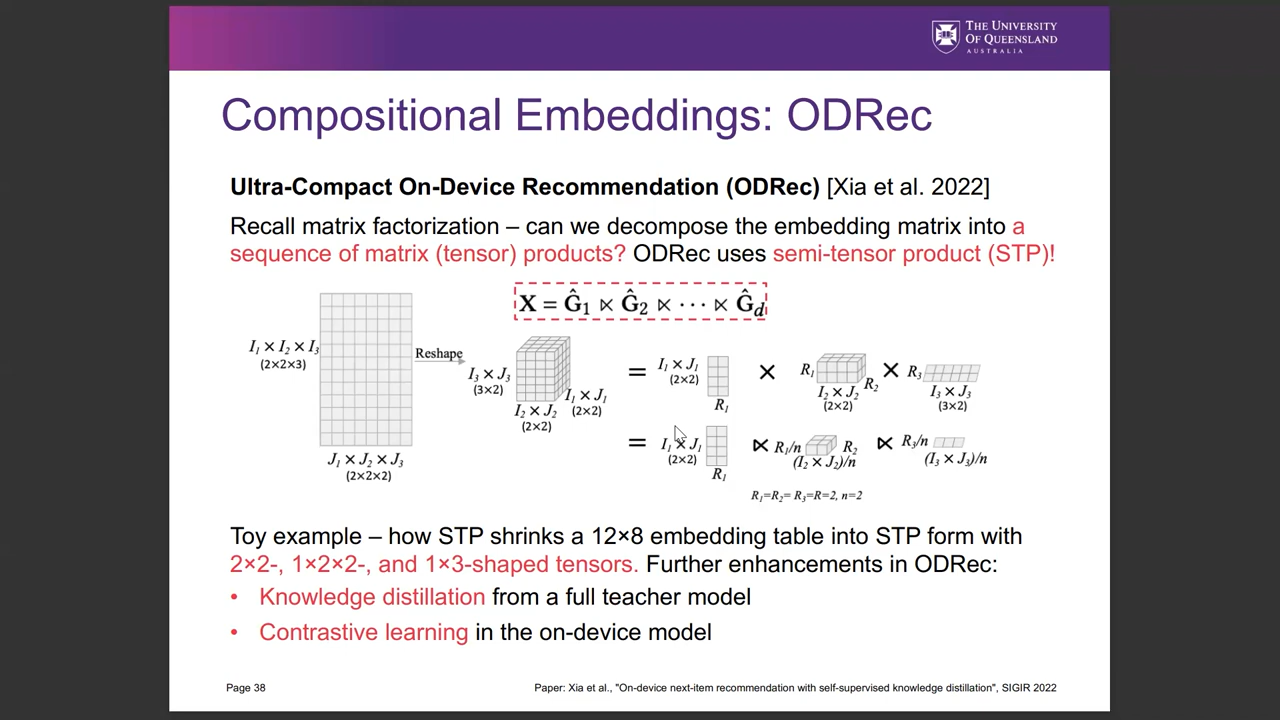 THE UNIVERSITY
OF QUEENSLAND
AUSTRALIA
Compositional Embeddings: ODRec
Ultra-Compact On-Device Recommendation (ODRec) [Xia et al. 2022]
Recall matrix factorization – can we decompose the embedding matrix into a
sequence of matrix (tensor) products? ODRec uses semi-tensor product (STP)!
X = Ĝ₁ ⋉ Ĝ₂ ⋉ ··· ⋉ Ĝd
I₁ × I₂ × I₃
(2×2×3)
J₁ × J₂ × J₃
(2×2×2)
Reshape
I₃ × J₃
(3×2)
I₂ × J₂
(2×2)
I₁ × J₁
(2×2)
=
I₁ × J₁
(2×2)
R₁
×
R₁
I₂ × J₂
(2×2)
R₂
×
R₃
I₃ × J₃
(3×2)
=
I₁ × J₁
(2×2)
R₁
⋉
R₁/n
R₂
(I₂ × J₂)/n
⋉
R₃/n
(I₃ × J₃)/n
R₁=R₂= R₃=R=2, n=2
Toy example – how STP shrinks a 12×8 embedding table into STP form with
2×2-, 1×2×2-, and 1×3-shaped tensors. Further enhancements in ODRec:
• Knowledge distillation from a full teacher model
• Contrastive learning in the on-device model
Page 38
Paper: Xia et al., "On-device next-item recommendation with self-supervised knowledge distillation", SIGIR 2022